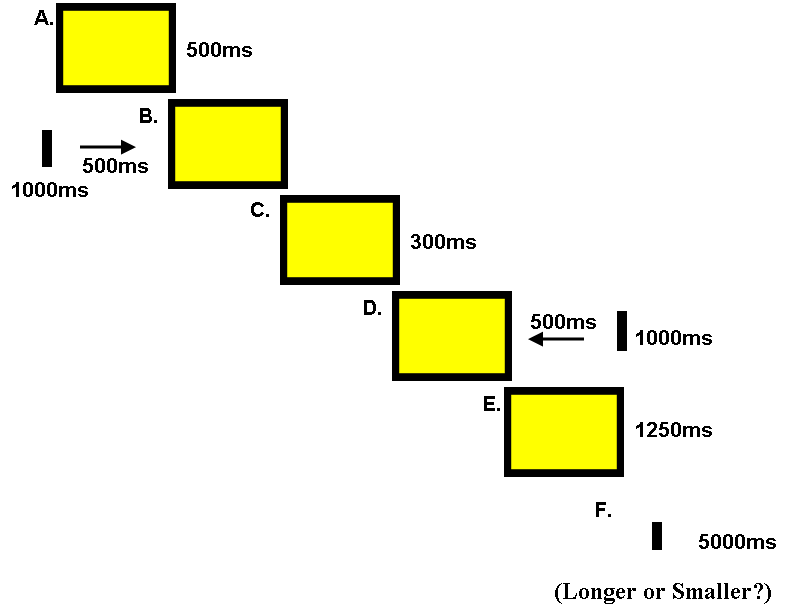 A.
500ms
B.
500ms
1000ms
C.
300ms
D.
500ms
1000ms
E.
1250ms
F.
5000ms
(Longer or Smaller?)